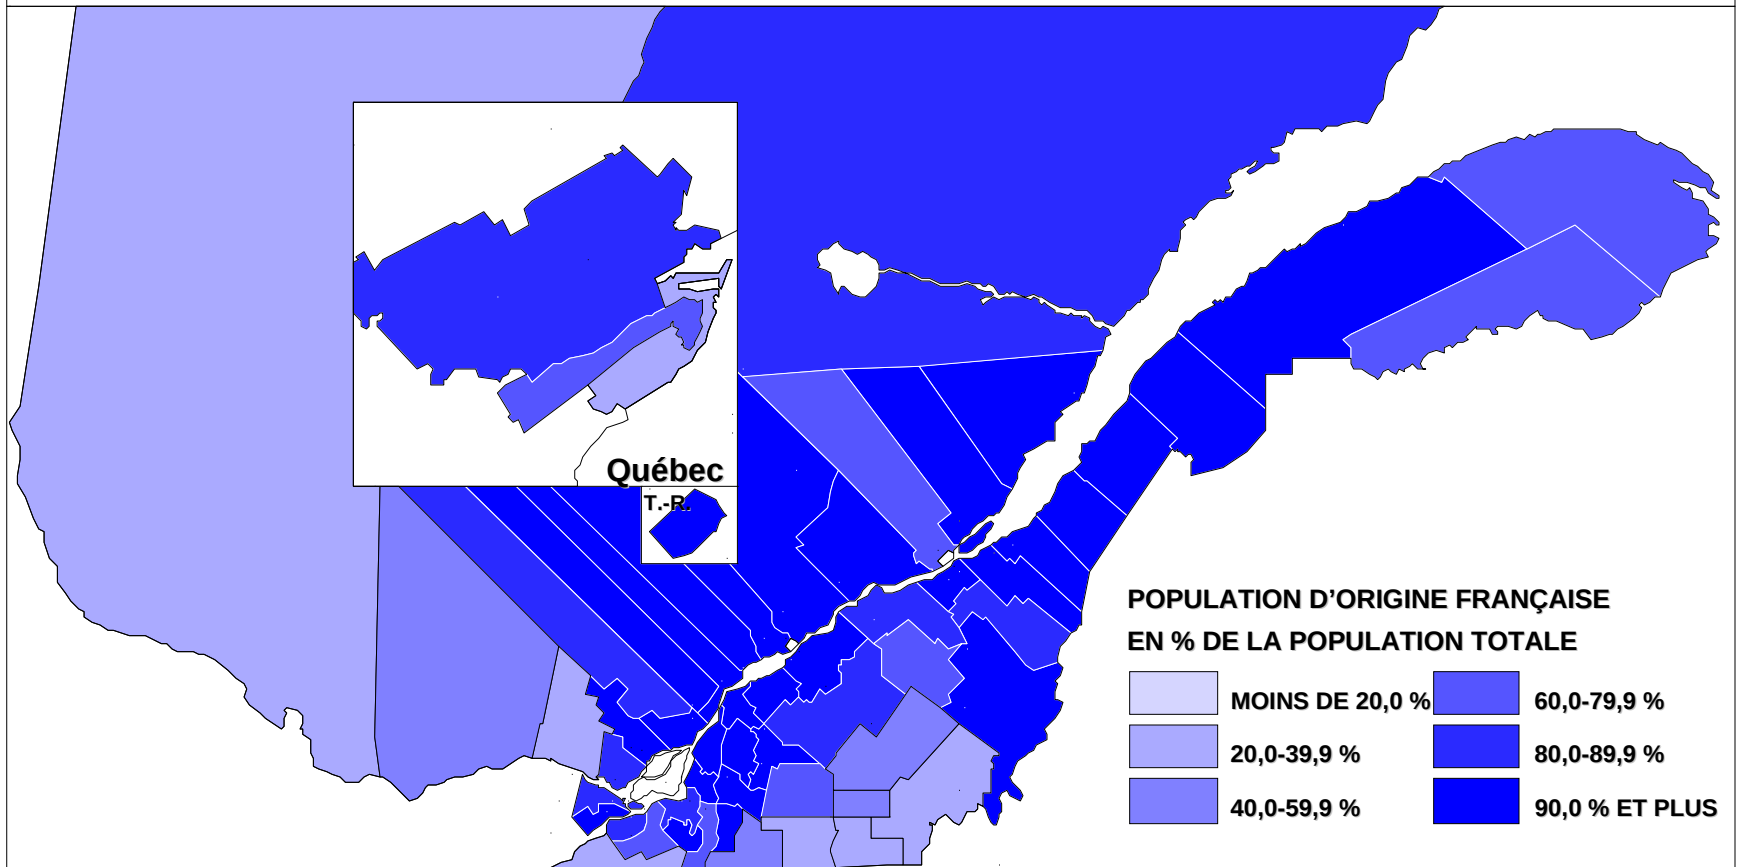 Québec
T.-R.
POPULATION D’ORIGINE FRANÇAISE
EN % DE LA POPULATION TOTALE
MOINS DE 20,0 %
60,0-79,9 %
20,0-39,9 %
80,0-89,9 %
40,0-59,9 %
90,0 % ET PLUS